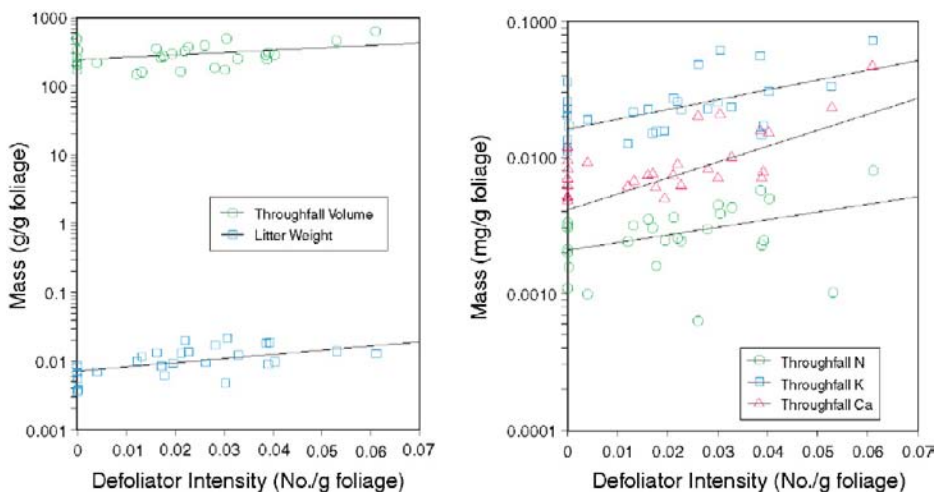 1000
100
10
1
0.1
0.01
0.001
Mass (g/g foliage)
Throughfall Volume
Litter Weight
0 0.01 0.02 0.03 0.04 0.05 0.06 0.07
Defoliator Intensity (No./g foliage)
0.1000
0.0100
0.0010
0.0001
Mass (mg/g foliage)
Throughfall N
Throughfall K
Throughfall Ca
0 0.01 0.02 0.03 0.04 0.05 0.06 0.07
Defoliator Intensity (No./g foliage)